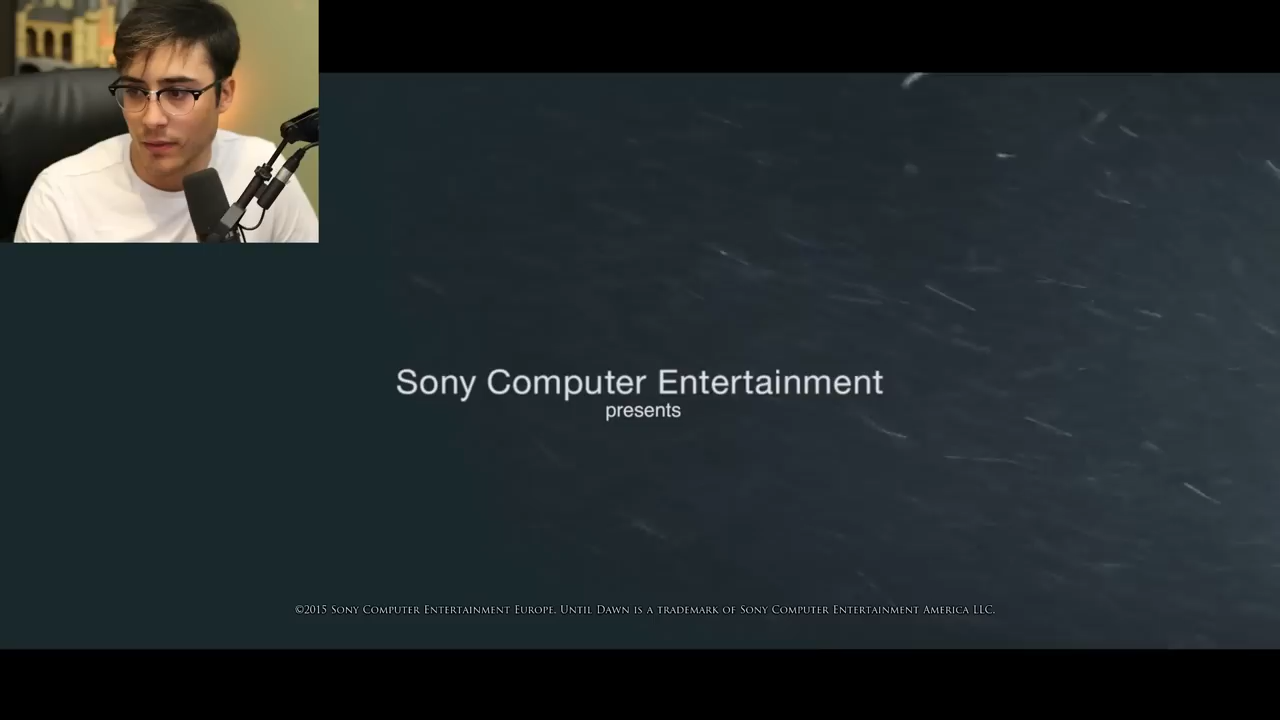 Sony Computer Entertainment
presents
©2015 Sony Computer Entertainment Europe. Until Dawn is a trademark of Sony Computer Entertainment America LLC.